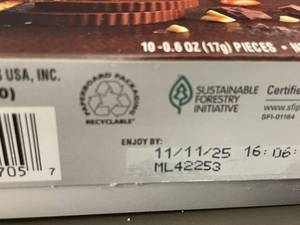 10-0.6 OZ (17g) PIECES - N
USA, INC.
0)
PAPERBOARD PACKAGING
RECYCLABLE*
SUSTAINABLE
FORESTRY
INITIATIVE
Certifie
www.sfip
SFI-01164
ENJOY BY:
11/11/25 16:06:
ML42253
705 7